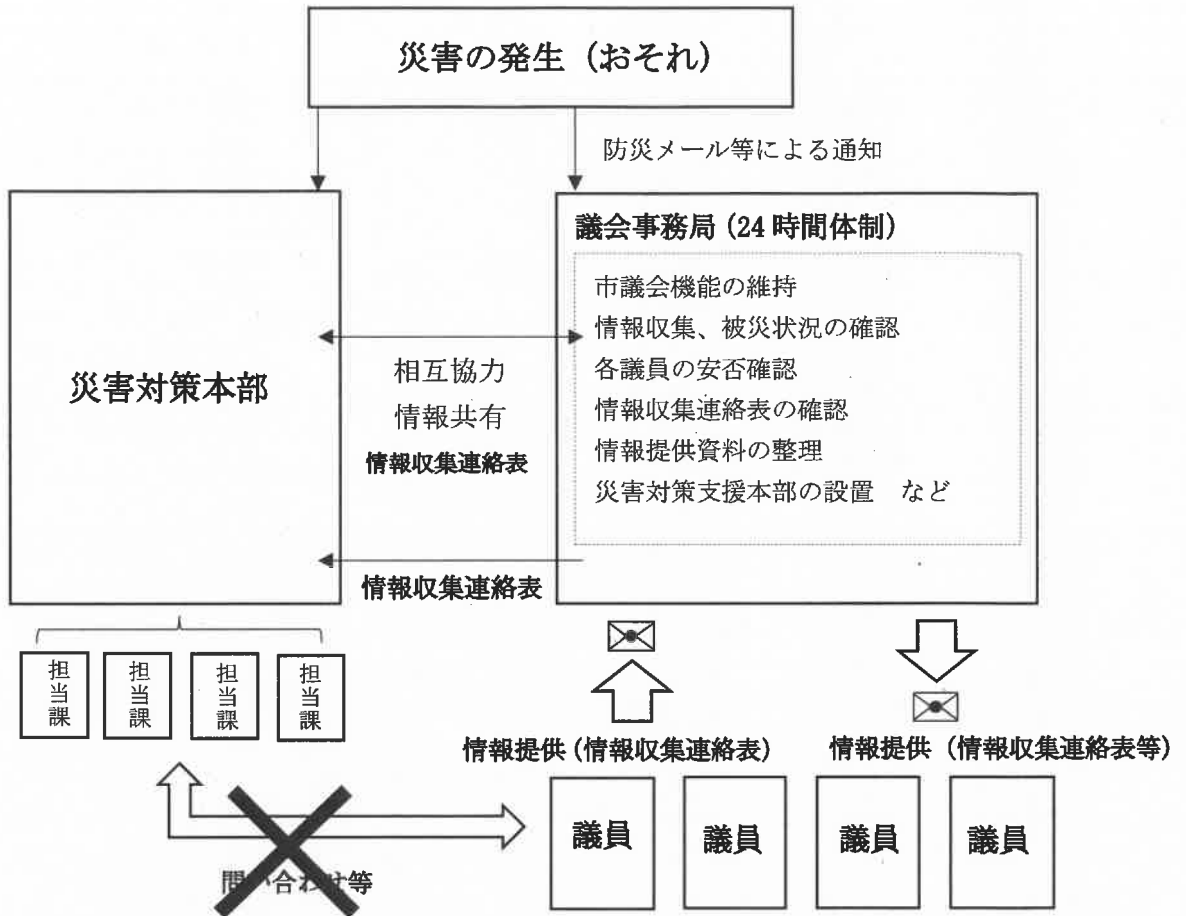 災害の発生（おそれ）
防災メール等による通知
災害対策本部
相互協力
情報共有
情報収集連絡表
情報収集連絡表
議会事務局（24時間体制）
市議会機能の維持
情報収集、被災状況の確認
各議員の安否確認
情報収集連絡表の確認
情報提供資料の整理
災害対策支援本部の設置　など
担当課
担当課
担当課
担当課
情報提供（情報収集連絡表）
情報提供（情報収集連絡表等）
問い合わせ等
議員
議員
議員
議員